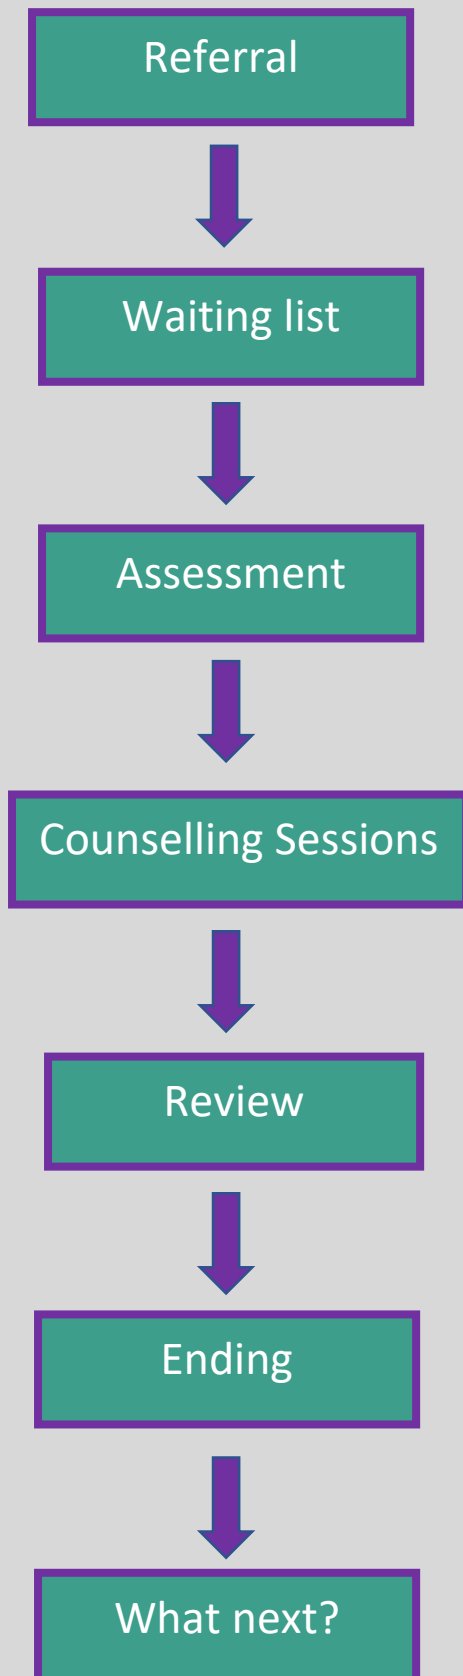 Referral
Waiting list
Assessment
Counselling Sessions
Review
Ending
What next?